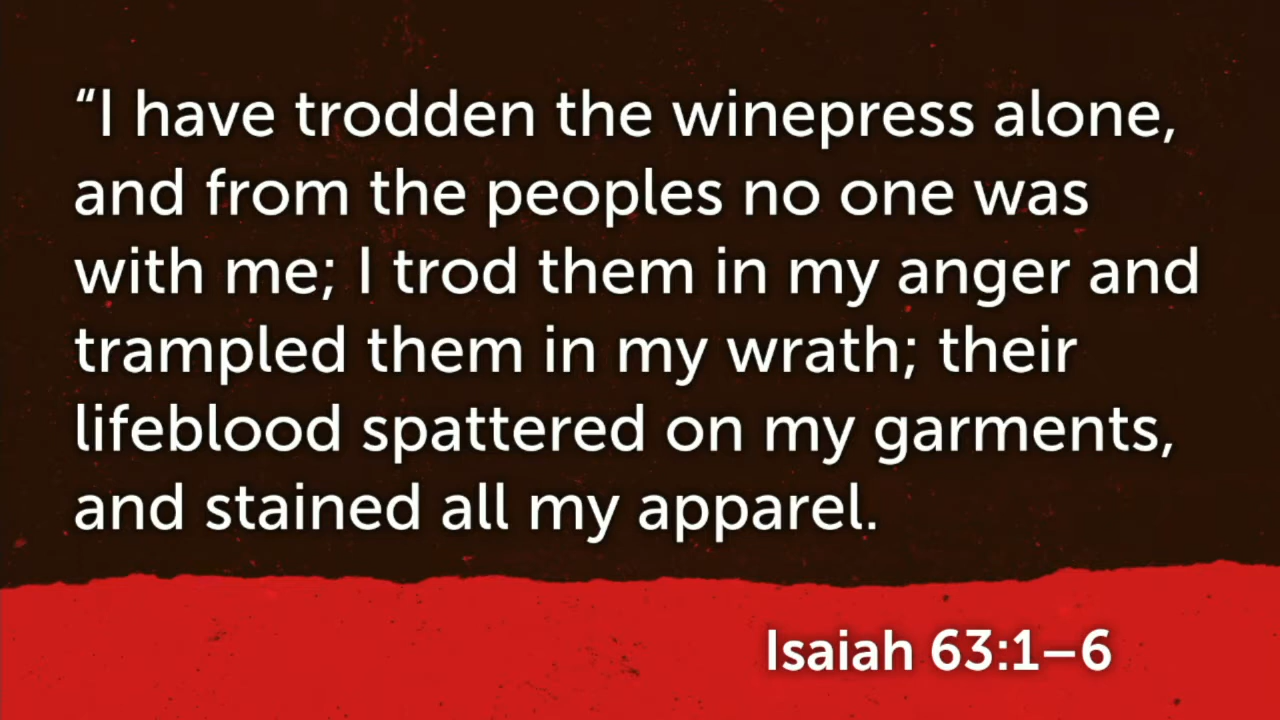 “I have trodden the winepress alone,
and from the peoples no one was
with me; I trod them in my anger and
trampled them in my wrath; their
lifeblood spattered on my garments,
and stained all my apparel.
Isaiah 63:1–6